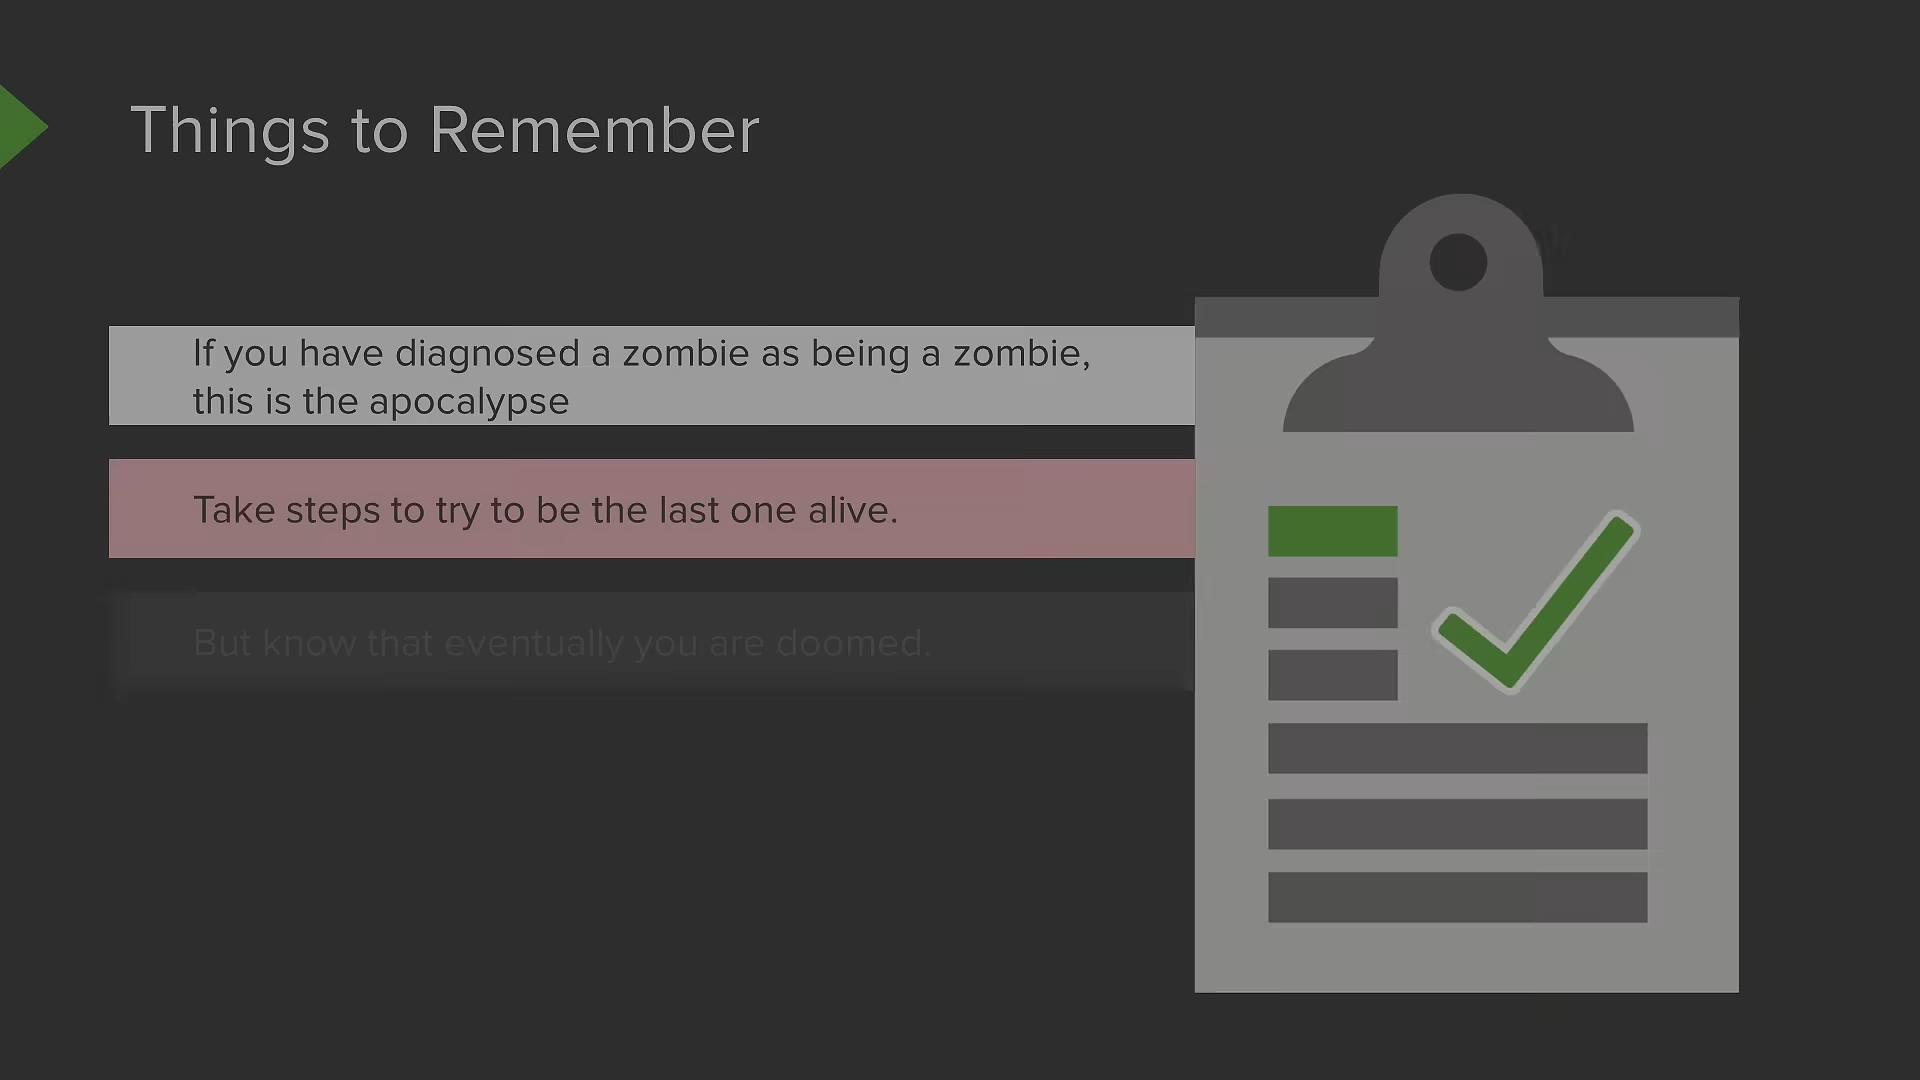 Things to Remember
If you have diagnosed a zombie as being a zombie,
this is the apocalypse
Take steps to try to be the last one alive.
But know that eventually you are doomed.